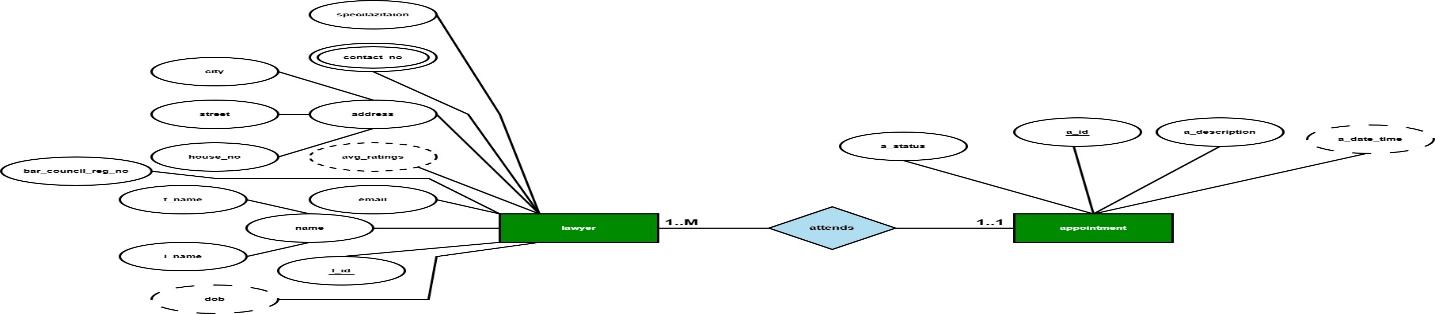 specilazitaion
contact_no
city
street
address
house_no
avg_ratings
bar_council_reg_no
f_name
email
name
l_name
l_id
dob
lawyer
1..M
attends
1..1
appointment
a_status
a_id
a_description
a_date_time